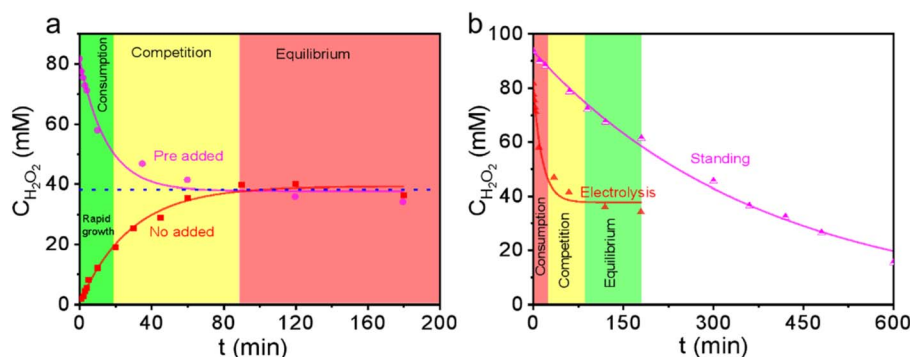 a
Consumption
Competition
Equilibrium
Pre added
Rapid
growth
No added
C_{H_2O_2} (mM)
80
60
40
20
0
0 40 80 120 160 200
t (min)
b
Standing
Electrolysis
Consumption
Competition
Equilibrium
C_{H_2O_2} (mM)
100
80
60
40
20
0
0 150 300 450 600
t (min)